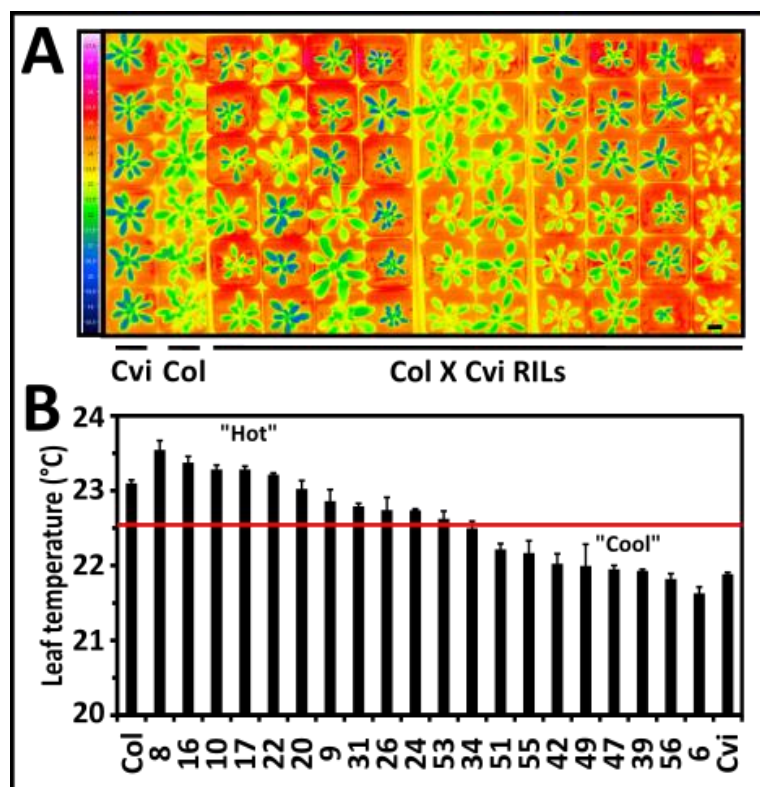 A
Cvi Col
Col X Cvi RILs
B
Leaf temperature (°C)
24
23
22
21
20
"Hot"
"Cool"
Col 8 16 10 17 22 20 9 31 26 24 53 34 51 55 42 49 47 39 56 6 Cvi